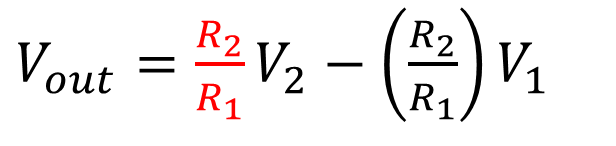 V_out = R_2/R_1 V_2 − (R_2/R_1) V_1